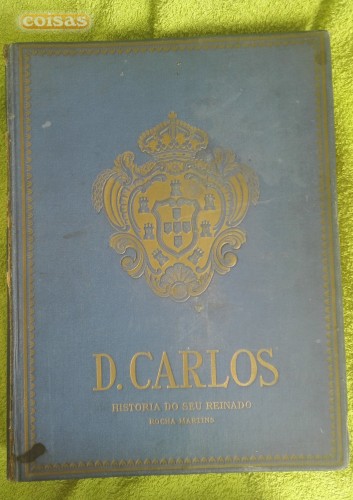 coisas
D. CARLOS
HISTORIA DO SEU REINADO
ROCHA MARTINS